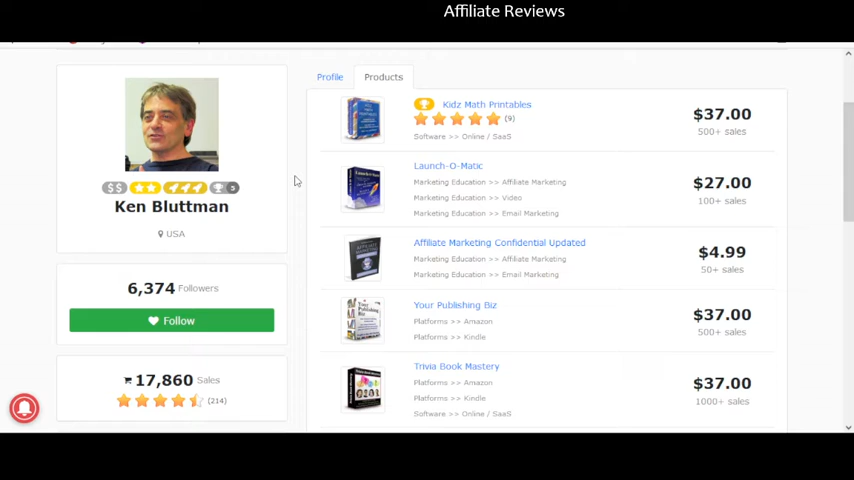 Affiliate Reviews
Profile
Products
Kidz Math Printables
(9)
Software >> Online / SaaS
$37.00
500+ sales
Launch-O-Matic
Marketing Education >> Affiliate Marketing
Marketing Education >> Video
Marketing Education >> Email Marketing
$27.00
100+ sales
Affiliate Marketing Confidential Updated
Marketing Education >> Affiliate Marketing
Marketing Education >> Email Marketing
$4.99
50+ sales
Your Publishing Biz
Platforms >> Amazon
Platforms >> Kindle
$37.00
500+ sales
Trivia Book Mastery
Platforms >> Amazon
Platforms >> Kindle
Software >> Online / SaaS
$37.00
1000+ sales
$$
5
Ken Bluttman
USA
6,374 Followers
Follow
17,860 Sales
(214)